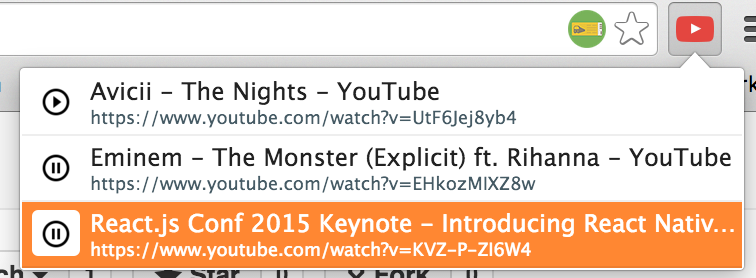 Avicii – The Nights – YouTube
https://www.youtube.com/watch?v=UtF6Jej8yb4
Eminem – The Monster (Explicit) ft. Rihanna – YouTube
https://www.youtube.com/watch?v=EHkozMIXZ8w
React.js Conf 2015 Keynote – Introducing React Nativ...
https://www.youtube.com/watch?v=KVZ-P-ZI6W4
Star
Fork